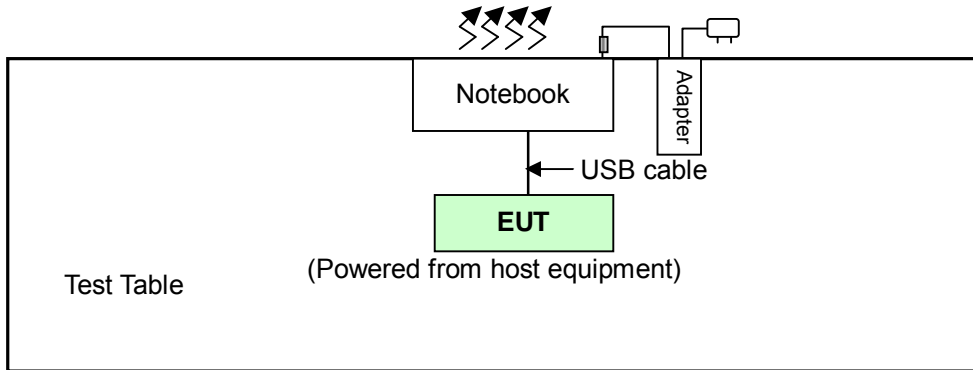 Notebook
Adapter
USB cable
EUT
(Powered from host equipment)
Test Table